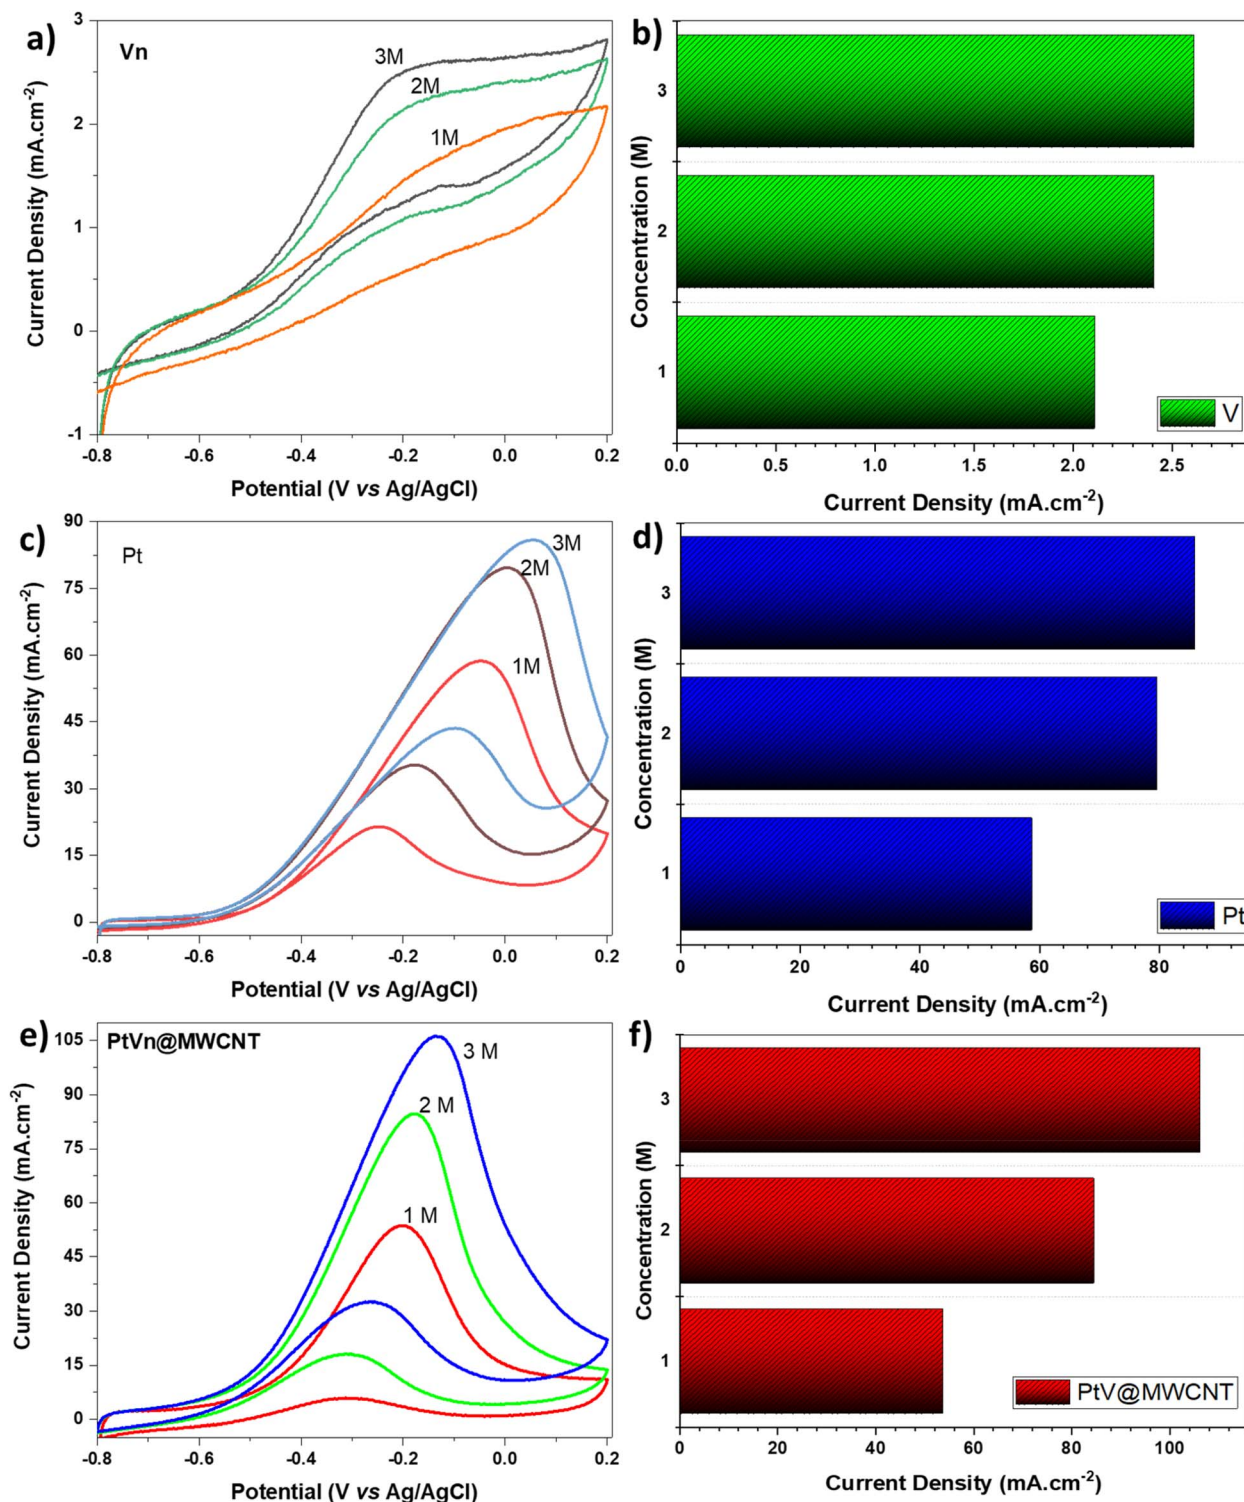 a)
Vn
3M
2M
1M
3
2
1
0
-1
Current Density (mA.cm-2)
-0.8
-0.6
-0.4
-0.2
0.0
0.2
Potential (V vs Ag/AgCl)
b)
Concentration (M)
3
2
1
V
0.0
0.5
1.0
1.5
2.0
2.5
Current Density (mA.cm-2)
c)
Pt
3M
2M
1M
90
75
60
45
30
15
0
Current Density (mA.cm-2)
-0.8
-0.6
-0.4
-0.2
0.0
0.2
Potential (V vs Ag/AgCl)
d)
Concentration (M)
3
2
1
Pt
0
20
40
60
80
Current Density (mA.cm-2)
e)
PtVn@MWCNT
3 M
2 M
1 M
105
90
75
60
45
30
15
0
Current Density (mA.cm-2)
-0.8
-0.6
-0.4
-0.2
0.0
0.2
Potential (V vs Ag/AgCl)
f)
Concentration (M)
3
2
1
PtV@MWCNT
0
20
40
60
80
100
Current Density (mA.cm-2)